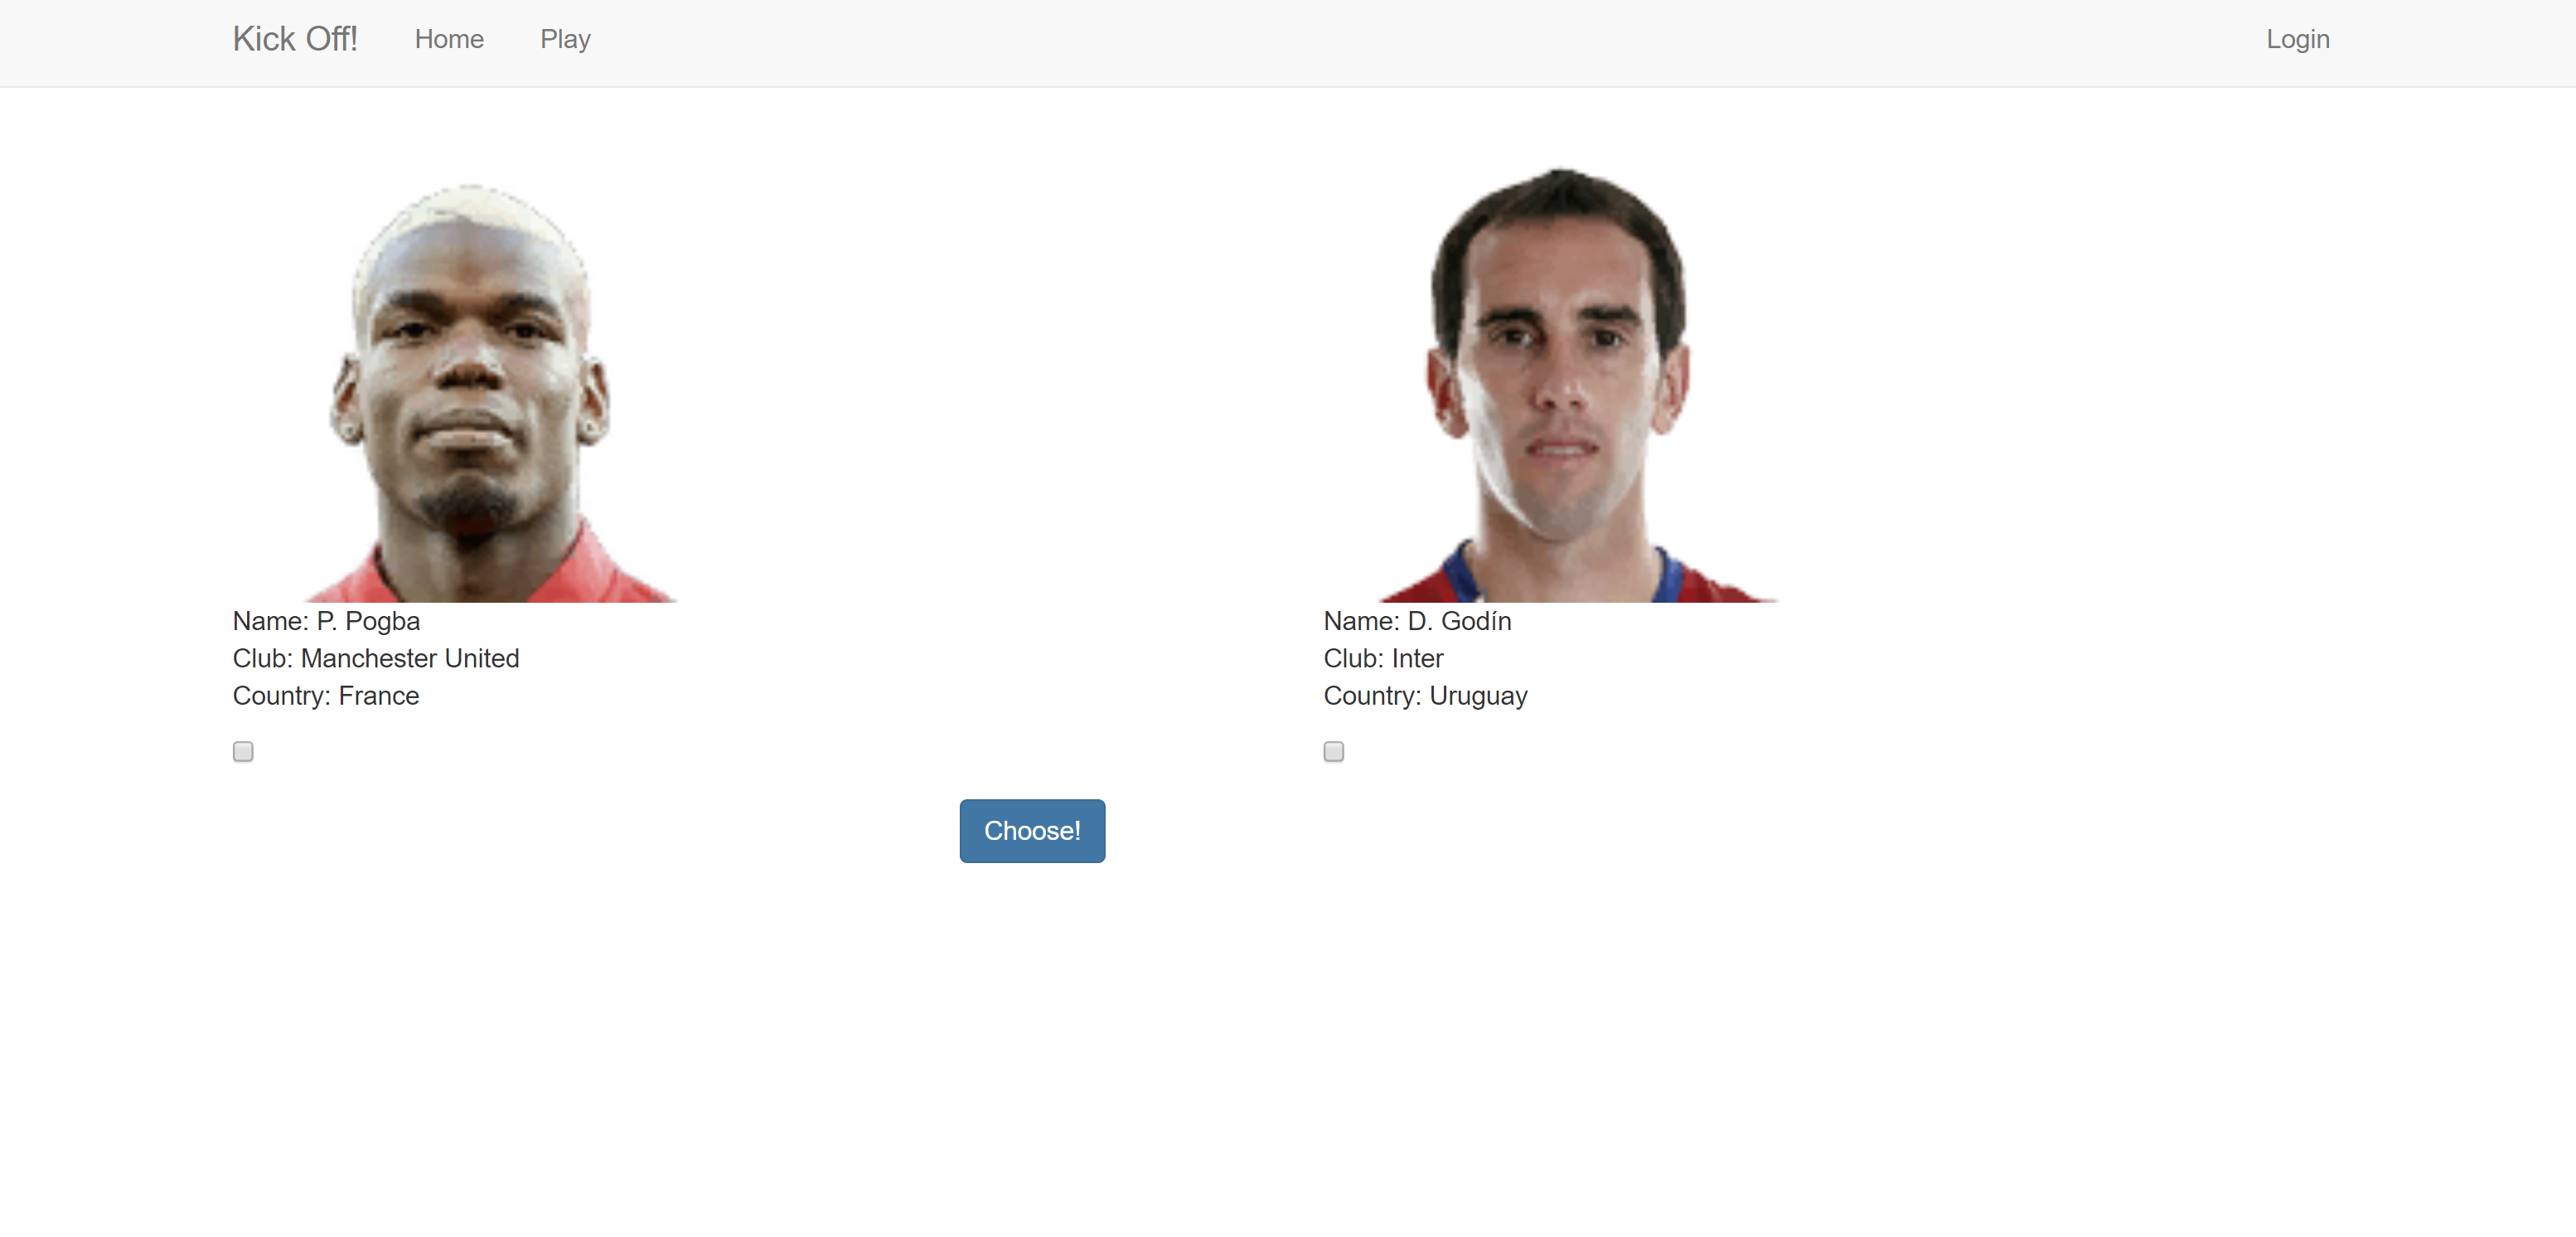 Kick Off! Home Play Login
Name: P. Pogba
Club: Manchester United
Country: France
Name: D. Godín
Club: Inter
Country: Uruguay
Choose!